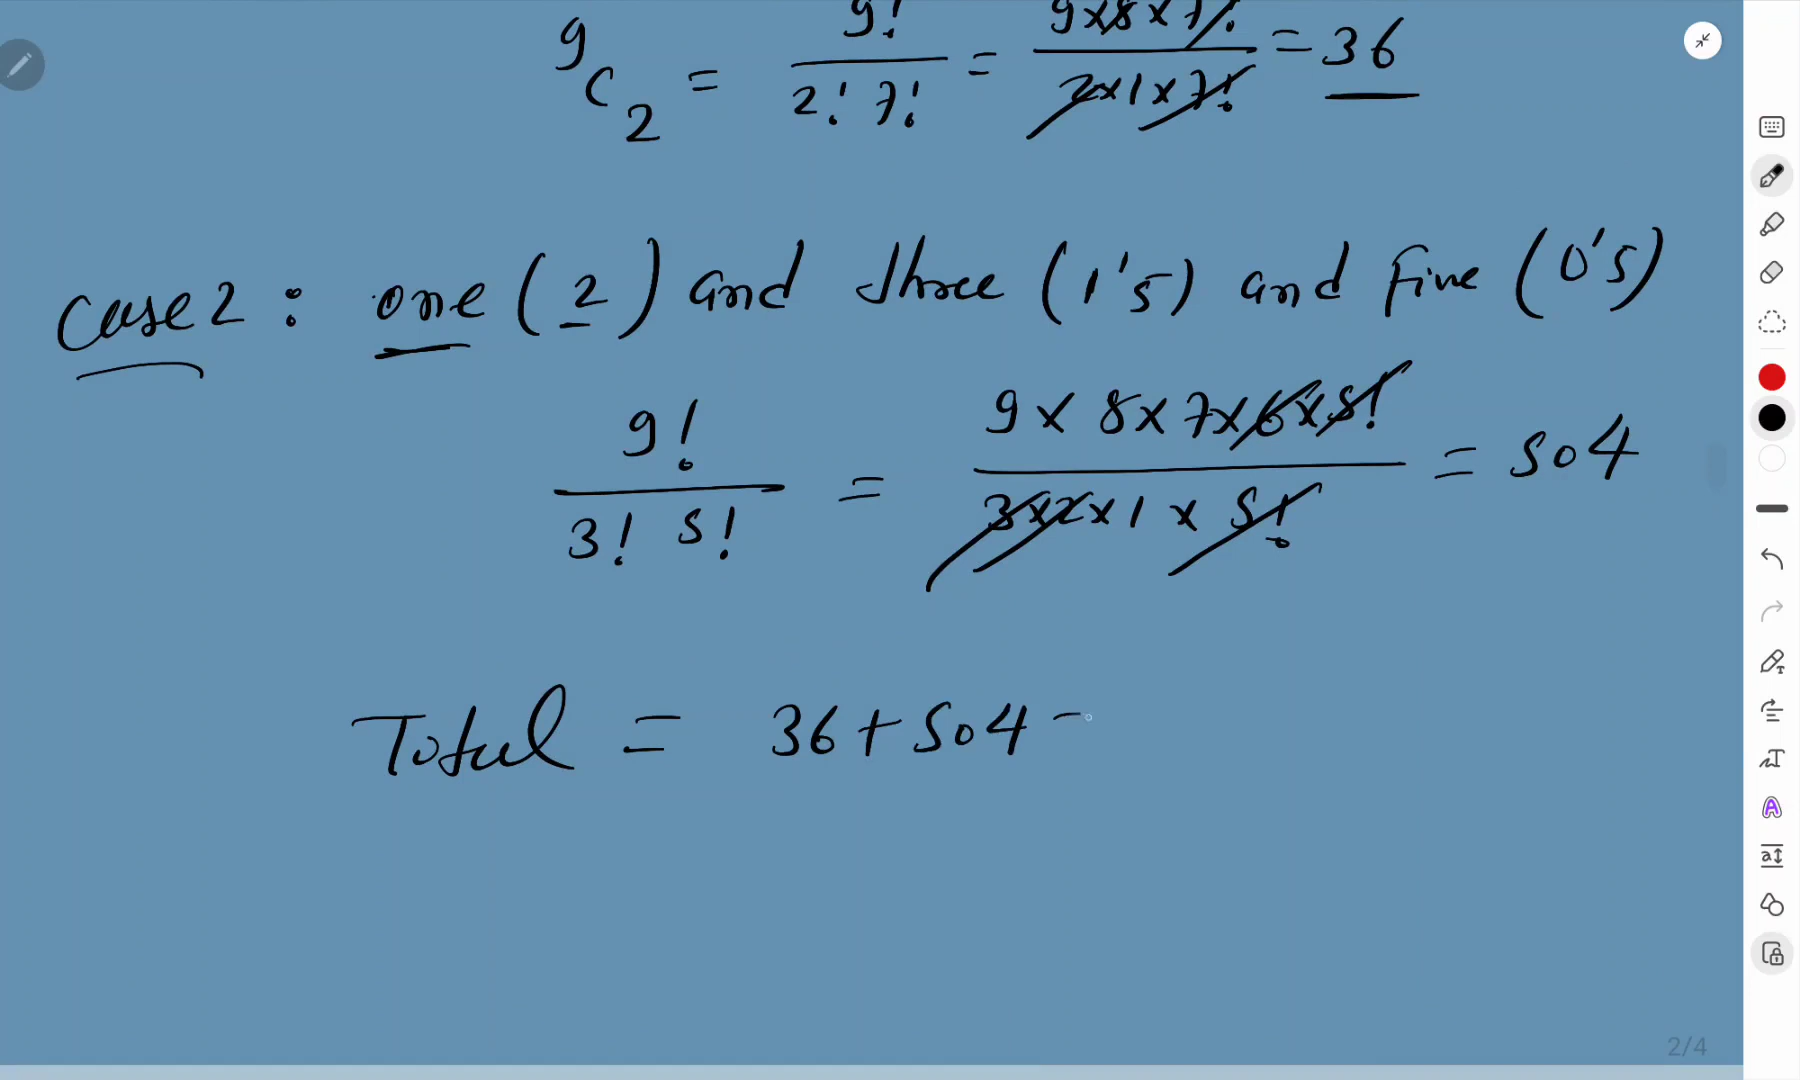 9C2 = 9! / 2! 7! = 9 x 8 x 7! / 2 x 1 x 7! = 36
Case 2 : one (2) and three (1's) and five (0's)
9! / 3! 5! = 9 x 8 x 7 x 6 x 5! / 3 x 2 x 1 x 5! = 504
Total = 36 + 504 -
2/4